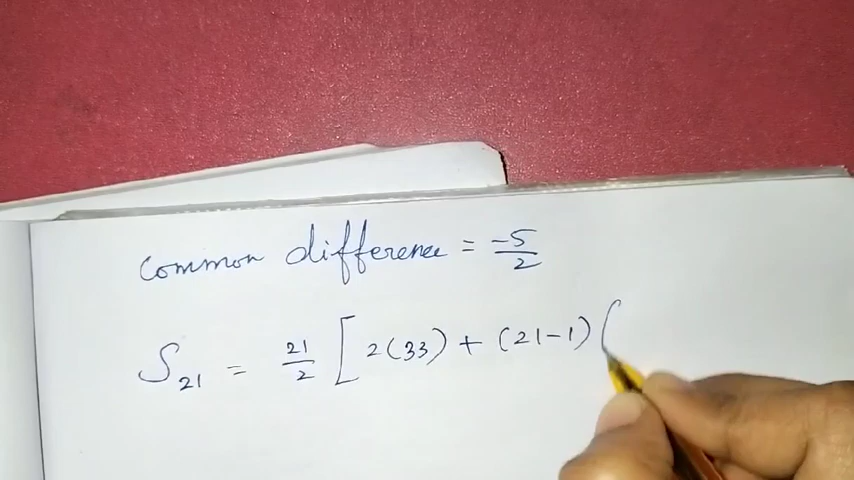 common difference = -5/2
S21 = 21/2 [ 2(33) + (21-1) (